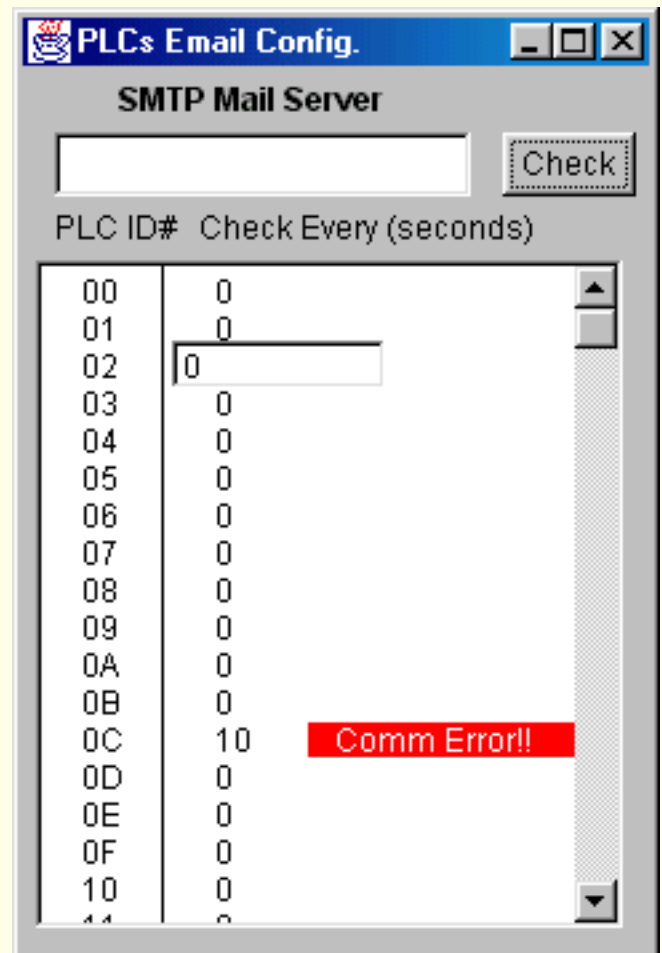 PLCs Email Config.
SMTP Mail Server
Check
PLC ID# Check Every (seconds)
00 0
01 0
02 0
03 0
04 0
05 0
06 0
07 0
08 0
09 0
0A 0
0B 0
0C 10 Comm Error!!
0D 0
0E 0
0F 0
10 0